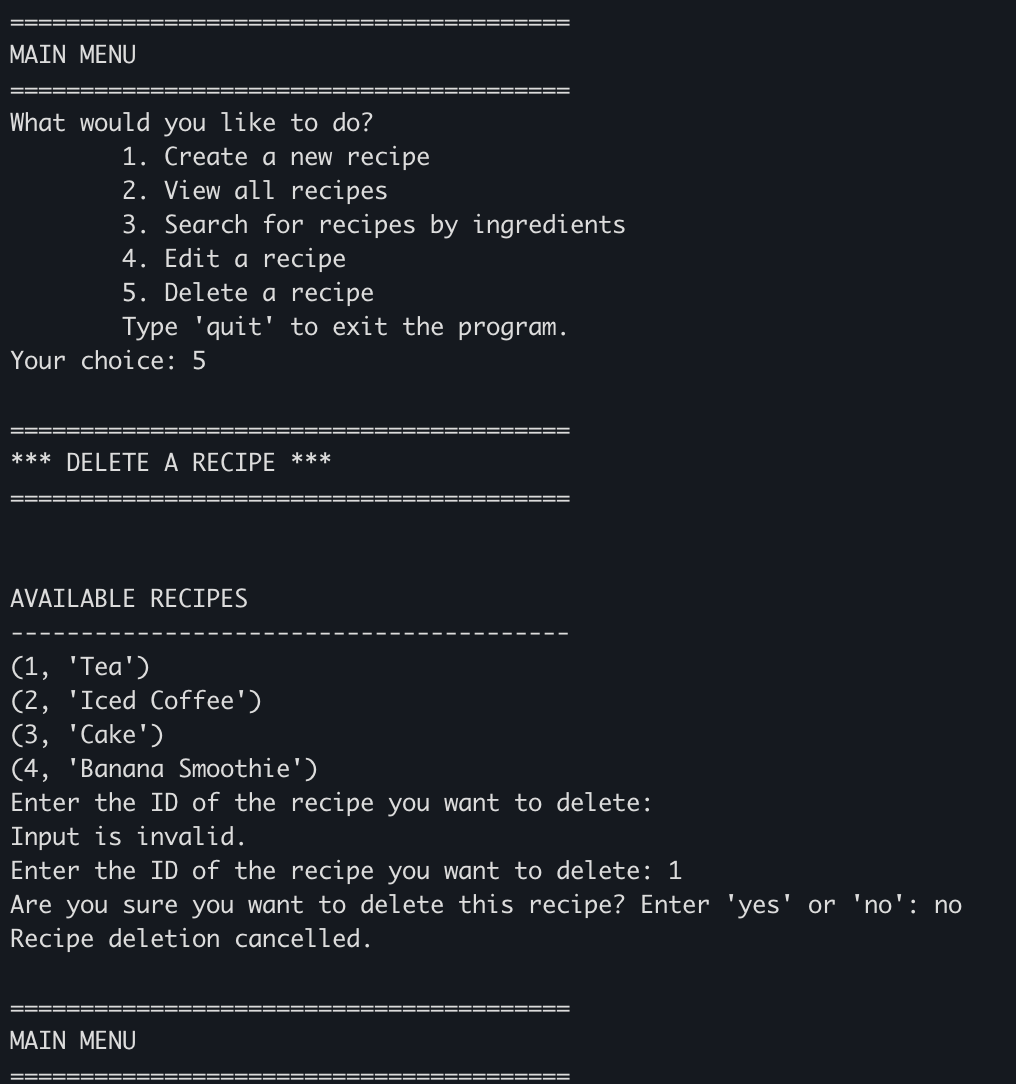 ========================================
MAIN MENU
========================================
What would you like to do?
        1. Create a new recipe
        2. View all recipes
        3. Search for recipes by ingredients
        4. Edit a recipe
        5. Delete a recipe
        Type 'quit' to exit the program.
Your choice: 5
========================================
*** DELETE A RECIPE ***
========================================
AVAILABLE RECIPES
----------------------------------------
(1, 'Tea')
(2, 'Iced Coffee')
(3, 'Cake')
(4, 'Banana Smoothie')
Enter the ID of the recipe you want to delete:
Input is invalid.
Enter the ID of the recipe you want to delete: 1
Are you sure you want to delete this recipe? Enter 'yes' or 'no': no
Recipe deletion cancelled.
========================================
MAIN MENU
========================================